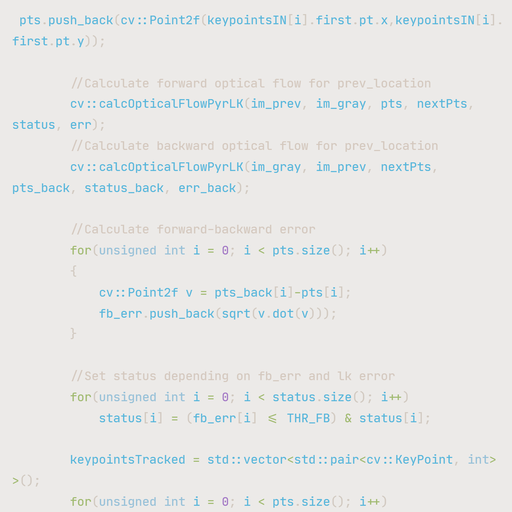 pts.push_back(cv::Point2f(keypointsIN[i].first.pt.x,keypointsIN[i].
first.pt.y));
//Calculate forward optical flow for prev_location
cv::calcOpticalFlowPyrLK(im_prev, im_gray, pts, nextPts,
status, err);
//Calculate backward optical flow for prev_location
cv::calcOpticalFlowPyrLK(im_gray, im_prev, nextPts,
pts_back, status_back, err_back);
//Calculate forward-backward error
for(unsigned int i = 0; i < pts.size(); i++)
{
cv::Point2f v = pts_back[i]-pts[i];
fb_err.push_back(sqrt(v.dot(v)));
}
//Set status depending on fb_err and lk error
for(unsigned int i = 0; i < status.size(); i++)
status[i] = (fb_err[i] <= THR_FB) & status[i];
keypointsTracked = std::vector<std::pair<cv::KeyPoint, int>
>();
for(unsigned int i = 0; i < pts.size(); i++)